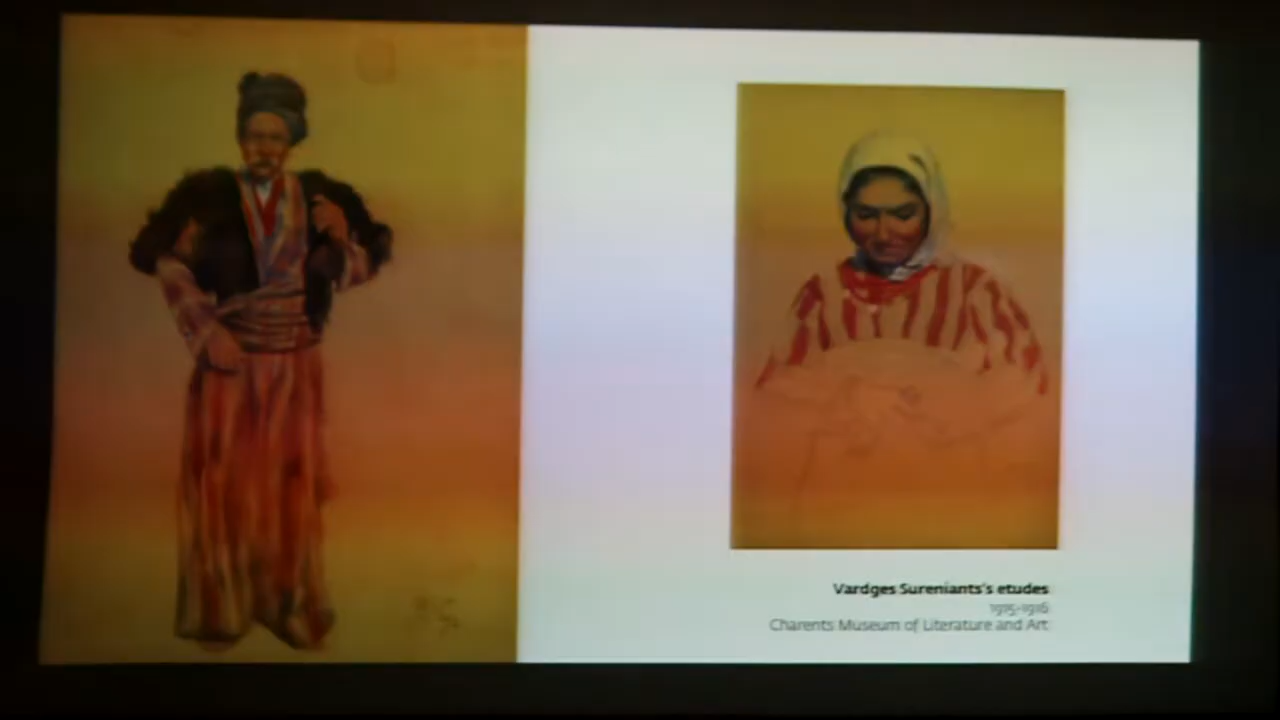 Vardges Sureniants's etudes
1915-1916
Charents Museum of Literature and Art